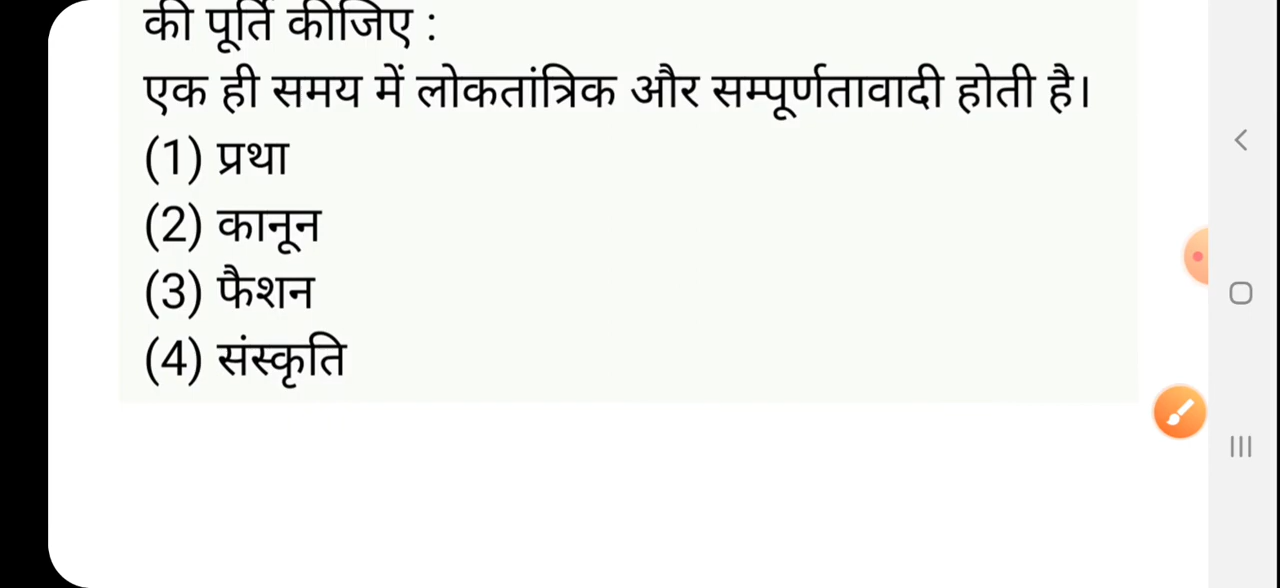 की पूर्ति कीजिए :
एक ही समय में लोकतांत्रिक और सम्पूर्णतावादी होती है।
(1) प्रथा
(2) कानून
(3) फैशन
(4) संस्कृति